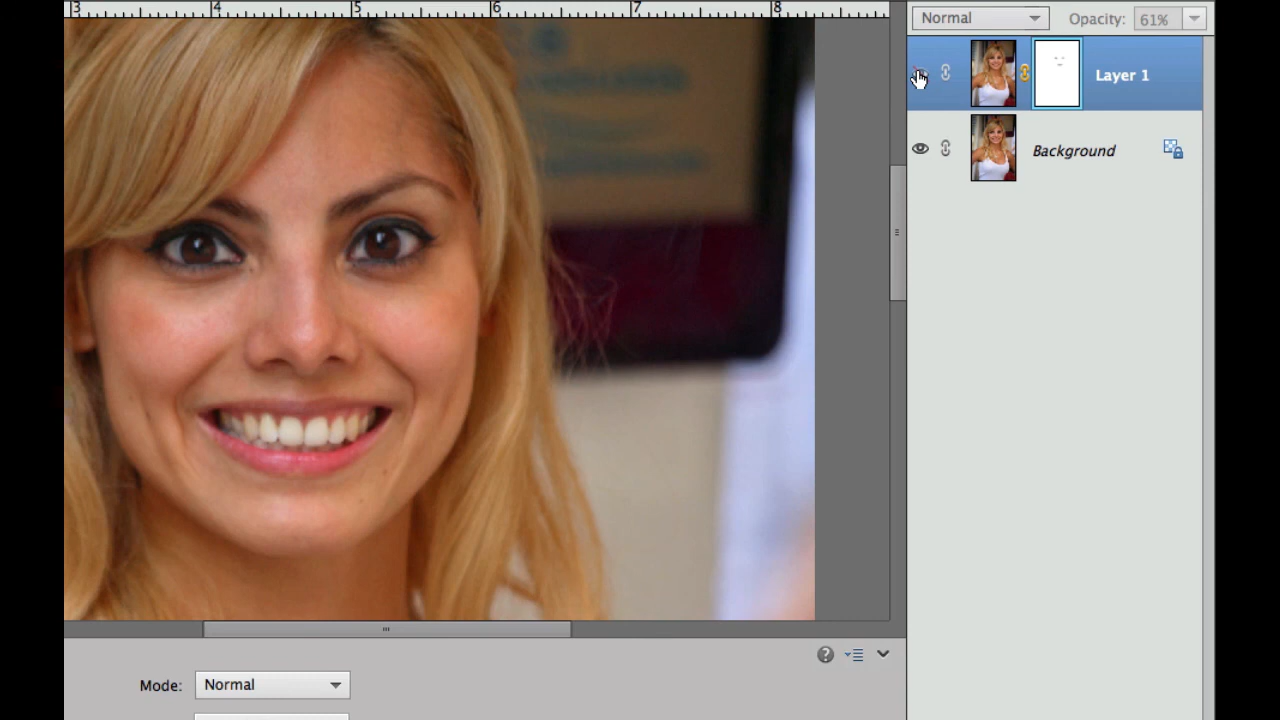 3 4 5 6 7 8
Normal Opacity: 61%
Layer 1
Background
Mode: Normal